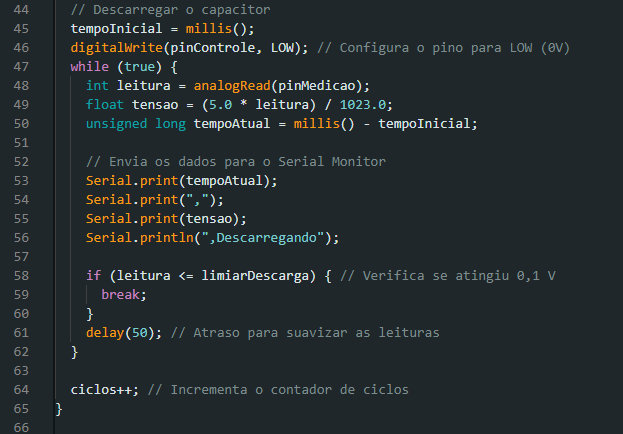 44 // Descarregar o capacitor
45 tempoInicial = millis();
46 digitalWrite(pinControle, LOW); // Configura o pino para LOW (0V)
47 while (true) {
48 int leitura = analogRead(pinMedicao);
49 float tensao = (5.0 * leitura) / 1023.0;
50 unsigned long tempoAtual = millis() - tempoInicial;
51
52 // Envia os dados para o Serial Monitor
53 Serial.print(tempoAtual);
54 Serial.print(",");
55 Serial.print(tensao);
56 Serial.println(",Descarregando");
57
58 if (leitura <= limiarDescarga) { // Verifica se atingiu 0,1 V
59 break;
60 }
61 delay(50); // Atraso para suavizar as leituras
62 }
63
64 ciclos++; // Incrementa o contador de ciclos
65 }
66